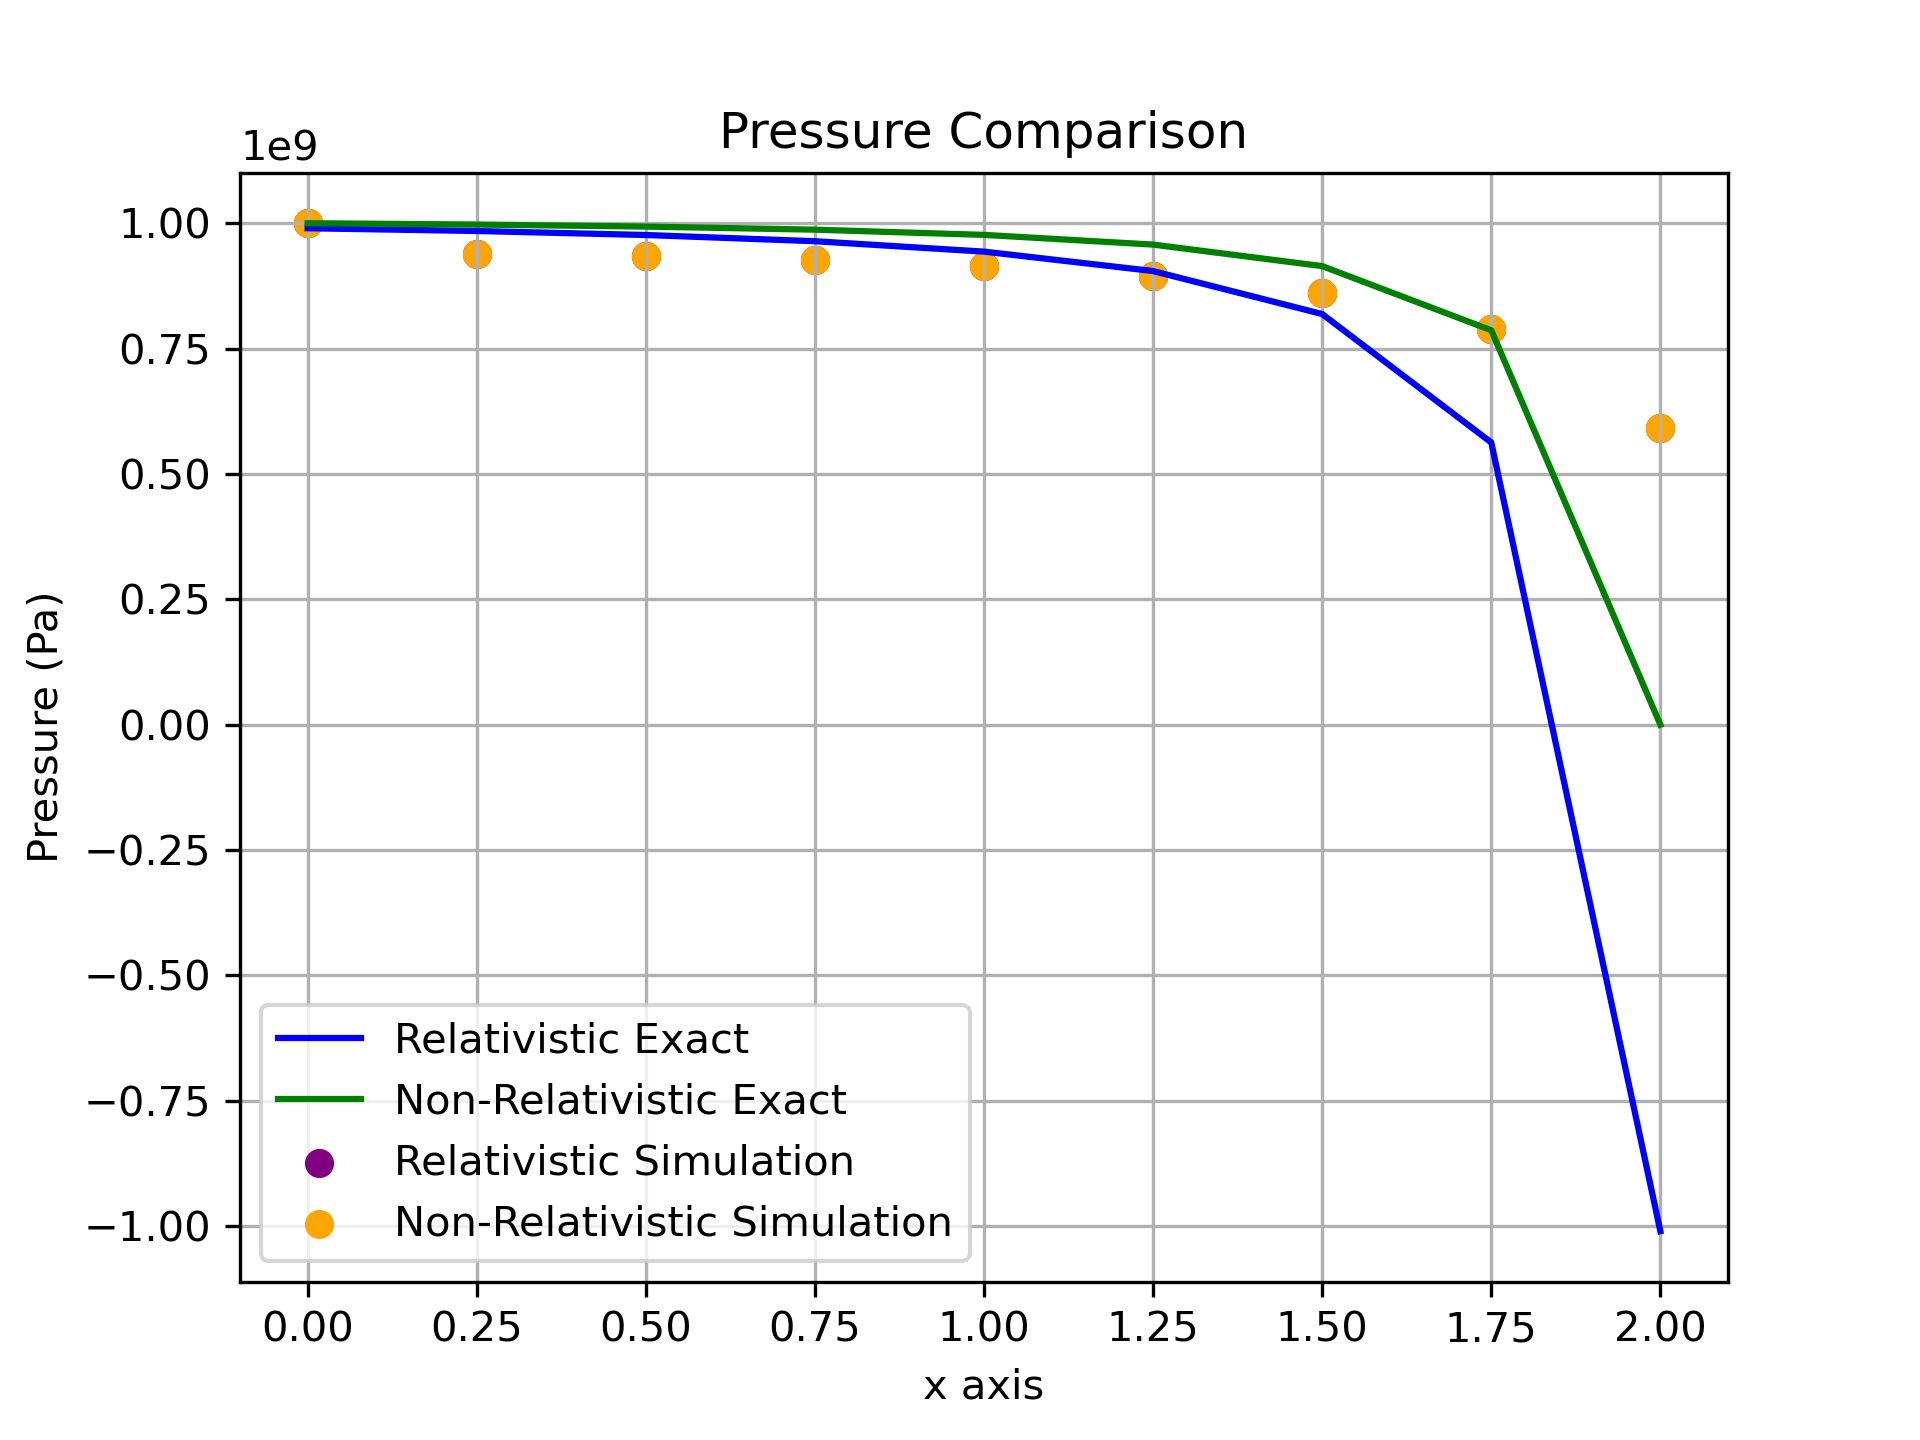 Pressure Comparison
1e9
1.00
0.75
0.50
0.25
0.00
−0.25
−0.50
−0.75
−1.00
Pressure (Pa)
Relativistic Exact
Non-Relativistic Exact
Relativistic Simulation
Non-Relativistic Simulation
0.00 0.25 0.50 0.75 1.00 1.25 1.50 1.75 2.00
x axis